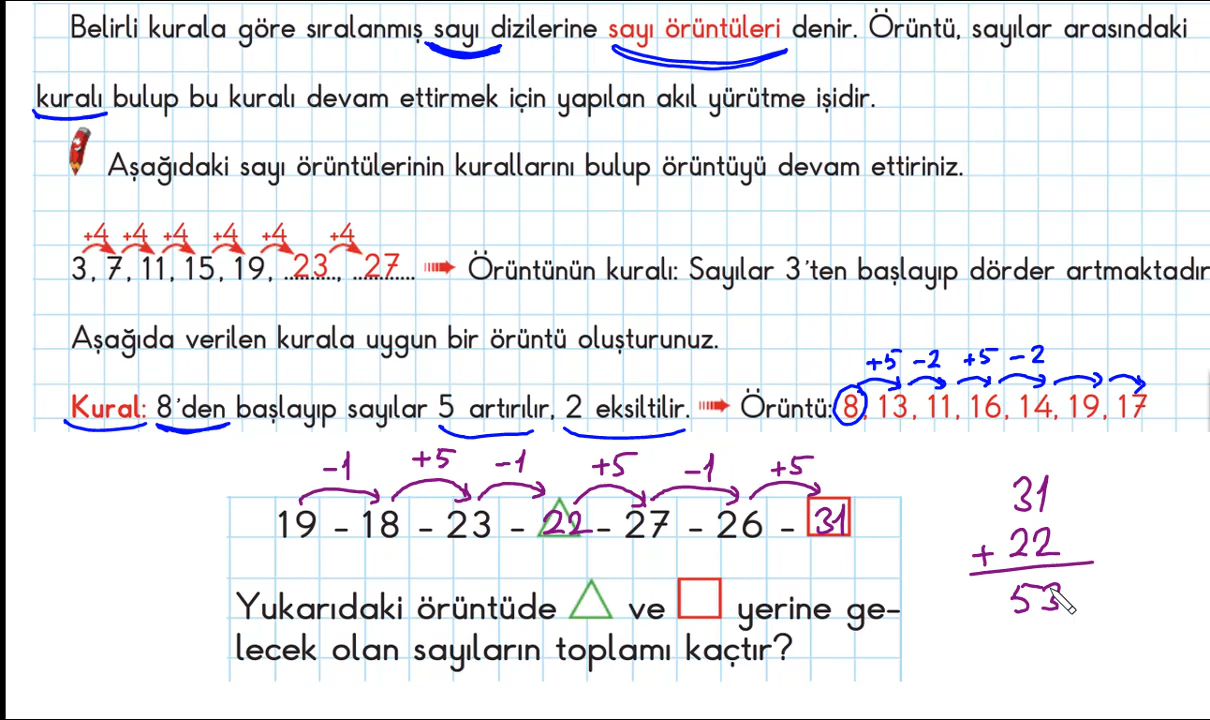 Belirli kurala göre sıralanmış sayı dizilerine sayı örüntüleri denir. Örüntü, sayılar arasındaki
kuralı bulup bu kuralı devam ettirmek için yapılan akıl yürütme işidir.
Aşağıdaki sayı örüntülerinin kurallarını bulup örüntüyü devam ettiriniz.
+4 +4 +4 +4 +4 +4
3, 7, 11, 15, 19, ...23..., ...27... Örüntünün kuralı: Sayılar 3'ten başlayıp dörder artmaktadır
Aşağıda verilen kurala uygun bir örüntü oluşturunuz.
+5 -2 +5 -2
Kural: 8'den başlayıp sayılar 5 artırılır, 2 eksiltilir. Örüntü: 8, 13, 11, 16, 14, 19, 17
-1 +5 -1 +5 -1 +5
19 - 18 - 23 - 22 - 27 - 26 - 31
Yukarıdaki örüntüde △ ve □ yerine ge-
lecek olan sayıların toplamı kaçtır?
31
+ 22
53